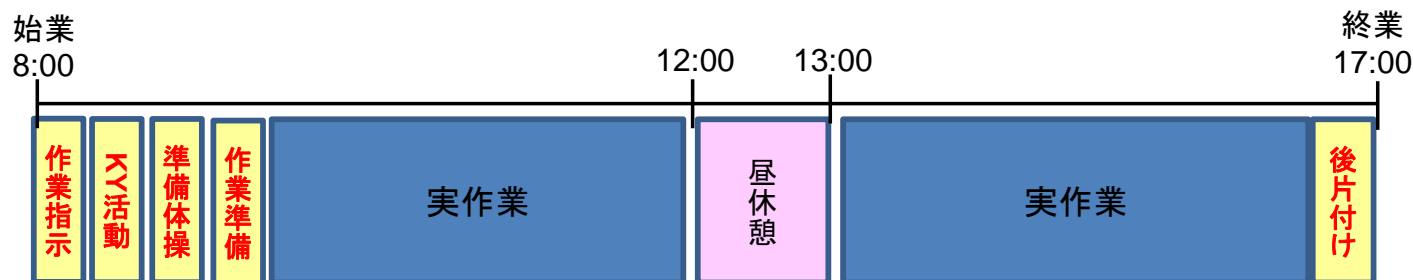 始業
8:00
12:00
13:00
終業
17:00
作業指示
KY活動
準備体操
作業準備
実作業
昼休憩
実作業
後片付け